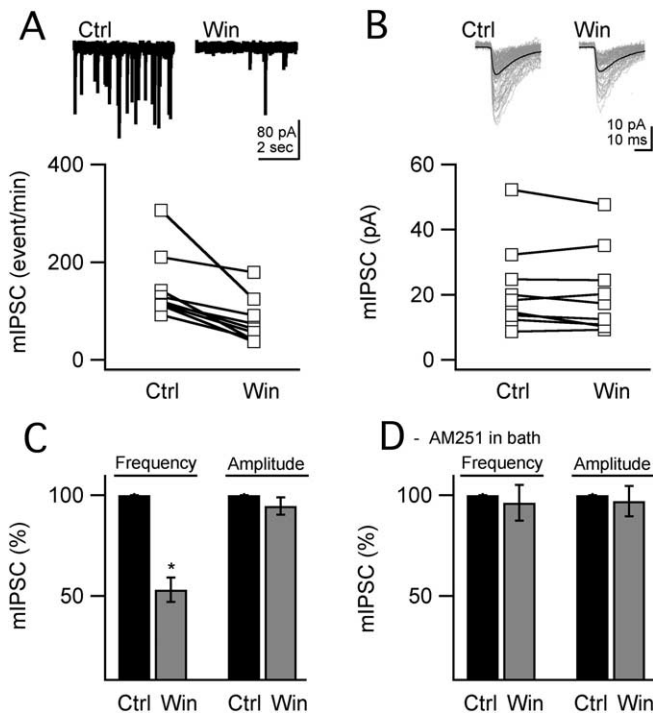 A
Ctrl
Win
80 pA
2 sec
mIPSC (event/min)
400
200
0
Ctrl
Win
B
Ctrl
Win
10 pA
10 ms
mIPSC (pA)
60
40
20
0
Ctrl
Win
C
Frequency
Amplitude
mIPSC (%)
100
50
*
Ctrl Win
Ctrl Win
D - AM251 in bath
Frequency
Amplitude
mIPSC (%)
100
50
Ctrl Win
Ctrl Win